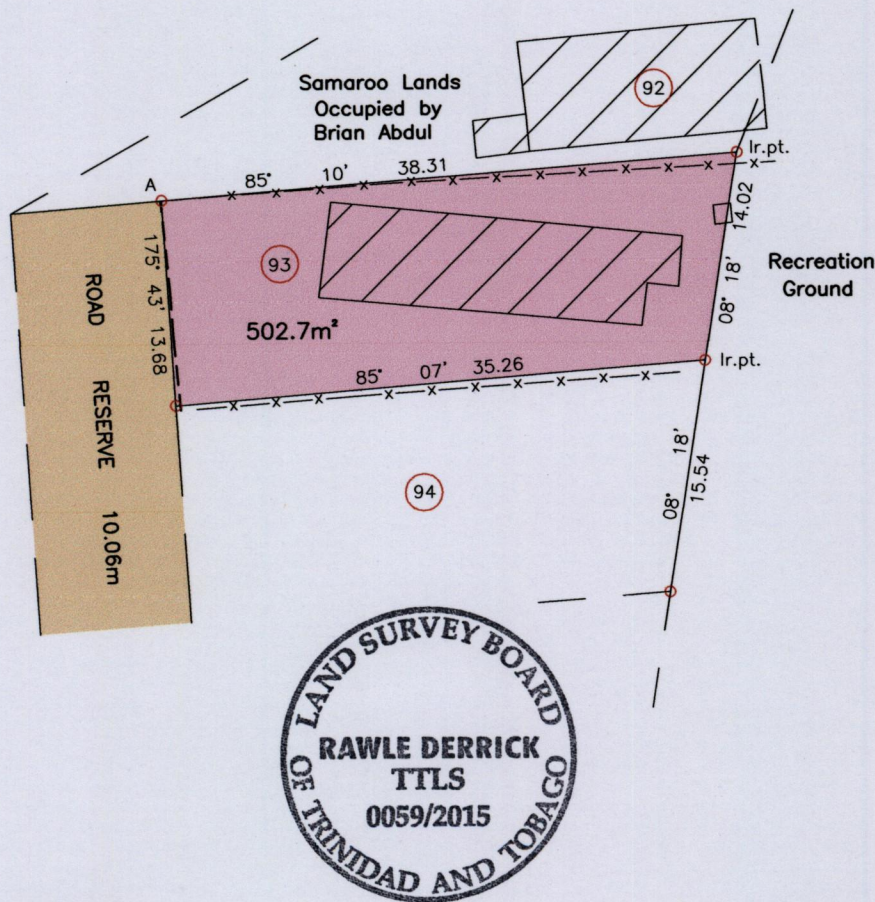 Samaroo Lands
Occupied by
Brian Abdul
92
Ir.pt.
A
85° 10' 38.31
14.02
08° 18'
Recreation
Ground
175° 43' 13.68
93
502.7m²
ROAD RESERVE 10.06m
85° 07' 35.26
Ir.pt.
94
08° 18'
15.54
LAND SURVEY BOARD
RAWLE DERRICK
TTLS
0059/2015
OF TRINIDAD AND TOBAGO